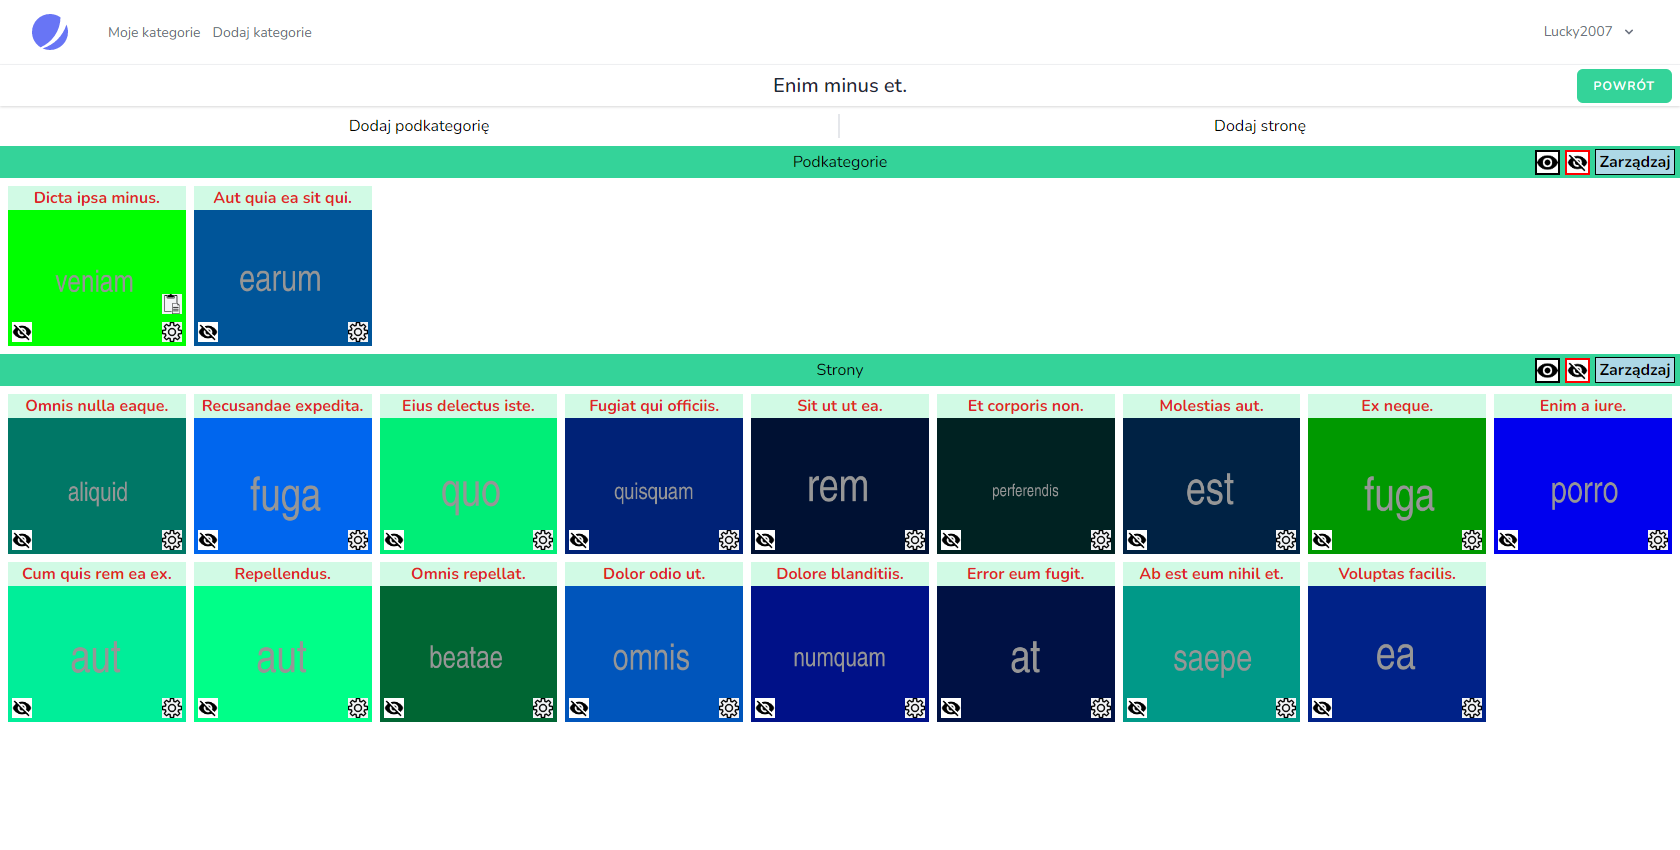 Moje kategorie Dodaj kategorie Lucky2007
Enim minus et. POWRÓT
Dodaj podkategorię Dodaj stronę
Podkategorie Zarządzaj
Dicta ipsa minus. Aut quia ea sit qui.
veniam earum
Strony Zarządzaj
Omnis nulla eaque. Recusandae expedita. Eius delectus iste. Fugiat qui officiis. Sit ut ut ea. Et corporis non. Molestias aut. Ex neque. Enim a iure.
aliquid fuga quo quisquam rem perferendis est fuga porro
Cum quis rem ea ex. Repellendus. Omnis repellat. Dolor odio ut. Dolore blanditiis. Error eum fugit. Ab est eum nihil et. Voluptas facilis.
aut aut beatae omnis numquam at saepe ea